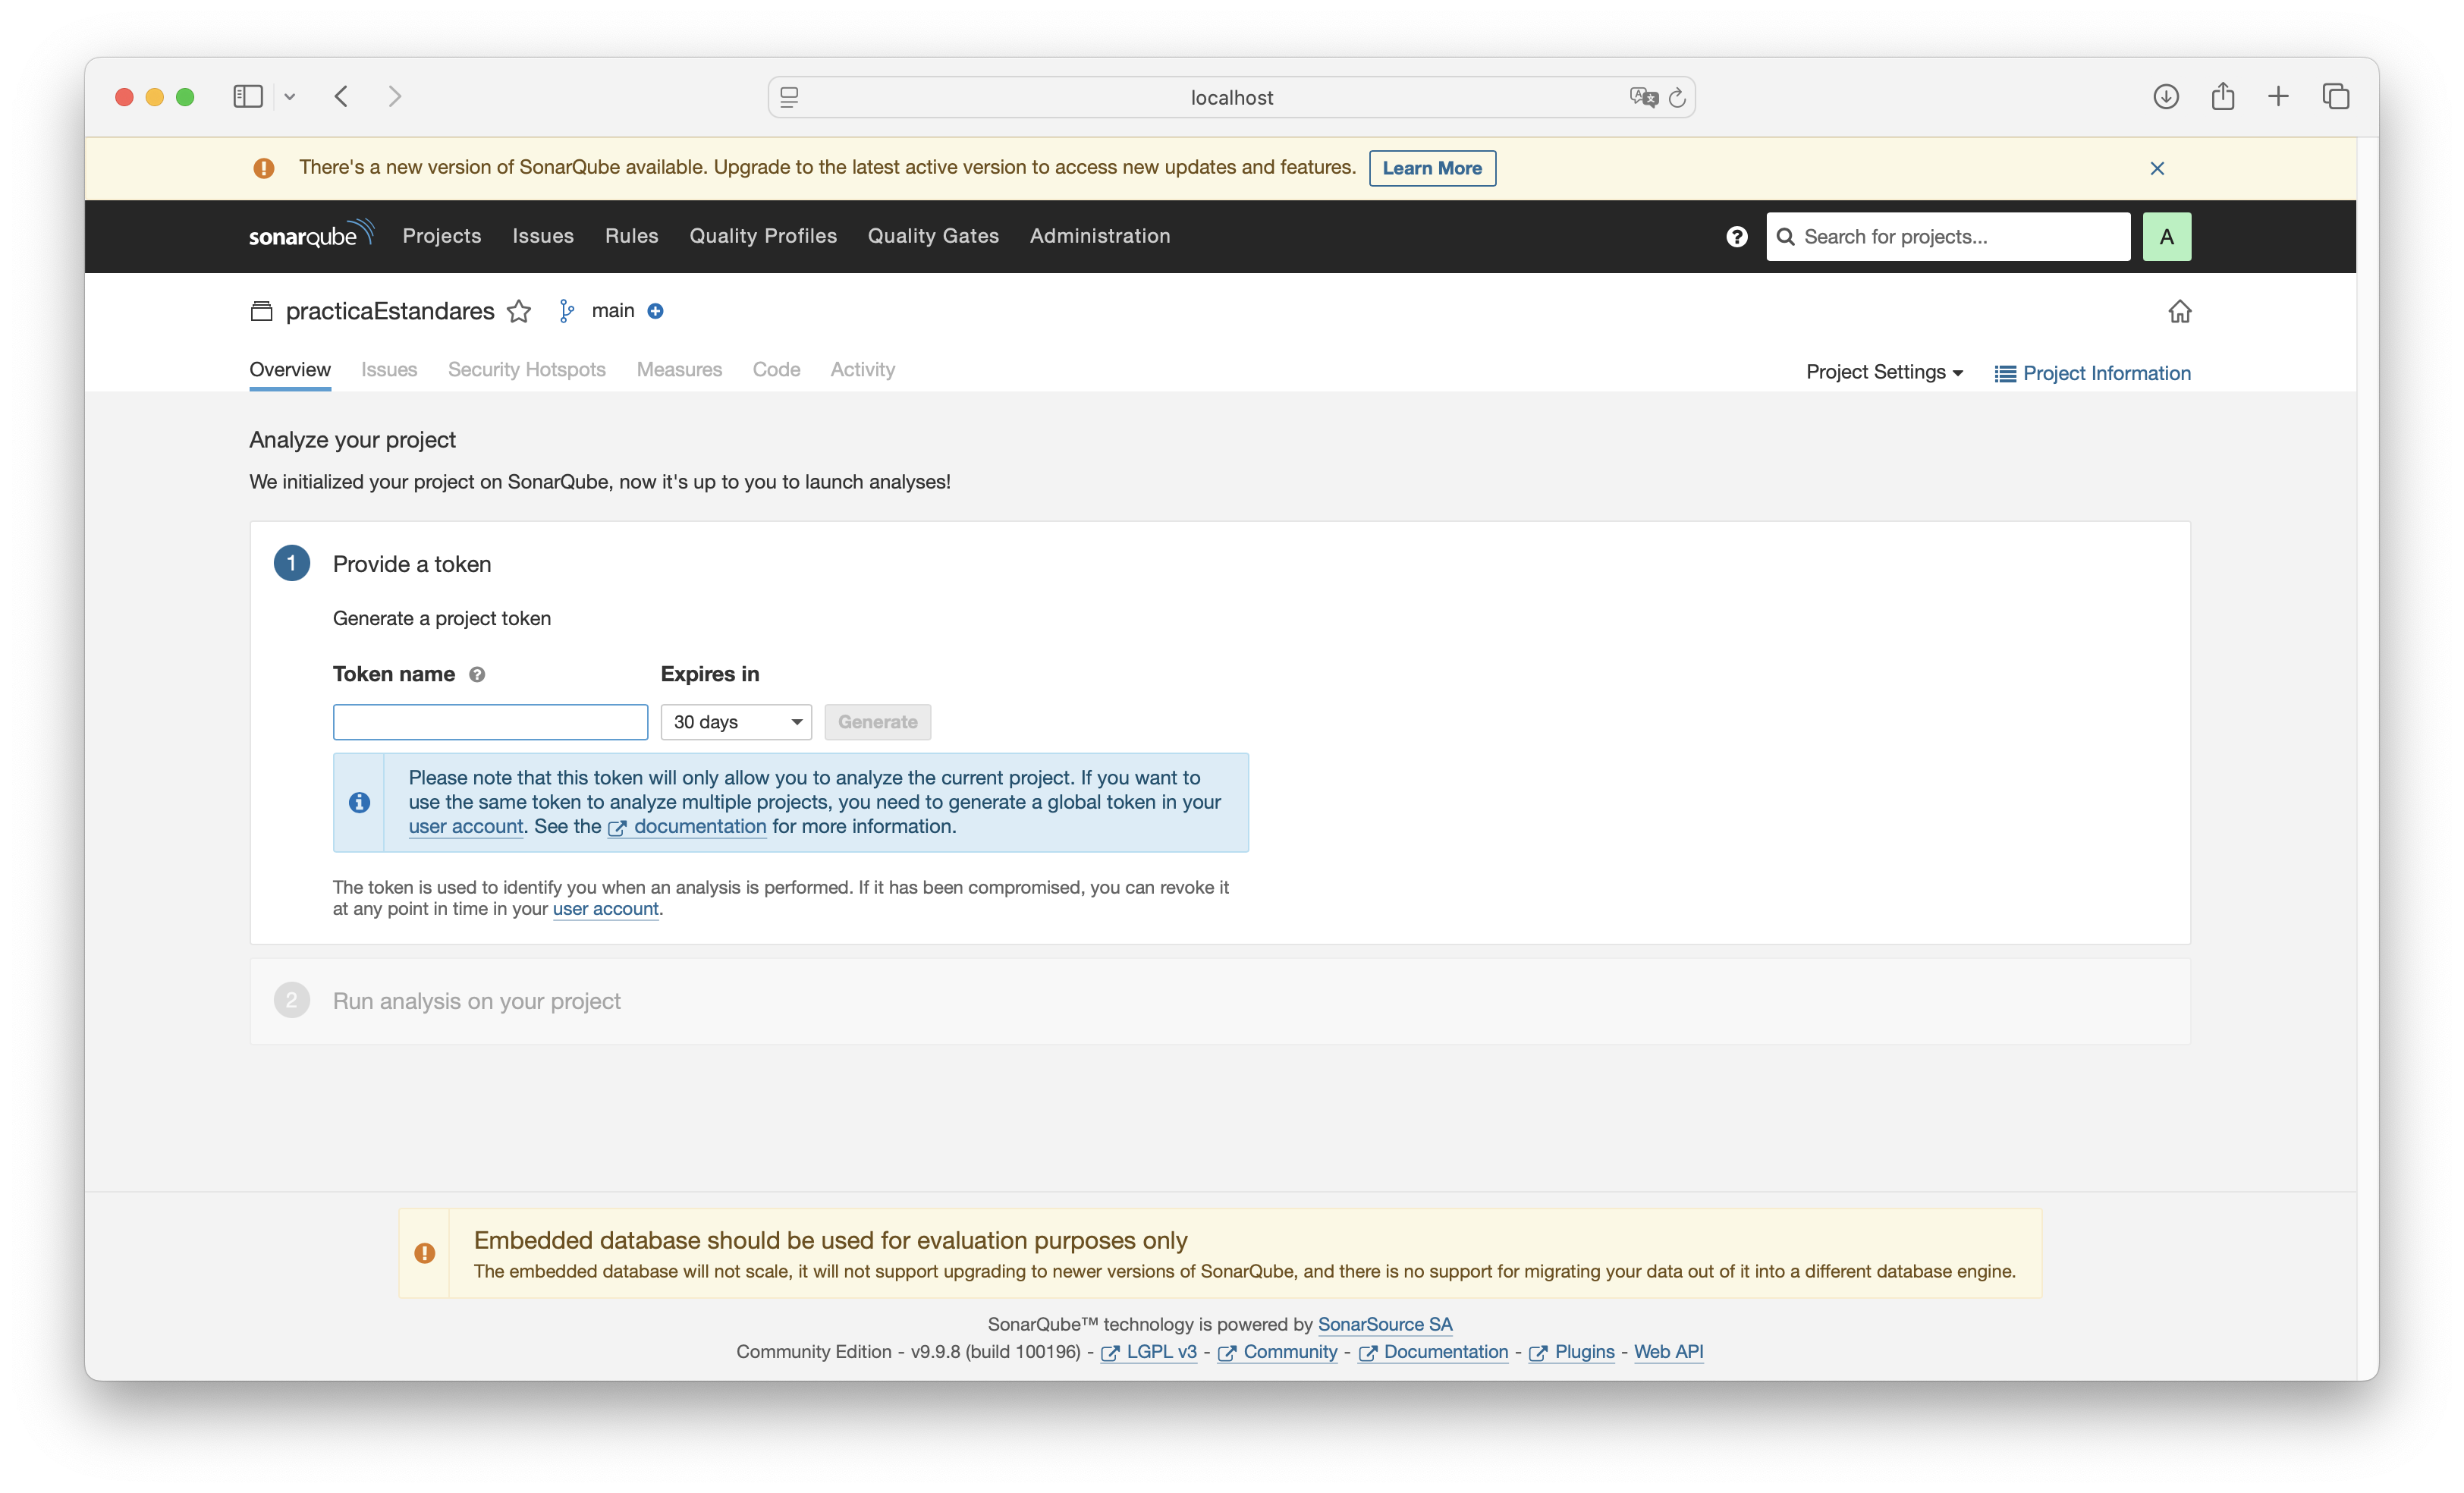 localhost
There's a new version of SonarQube available. Upgrade to the latest active version to access new updates and features. Learn More
sonarqube Projects Issues Rules Quality Profiles Quality Gates Administration Search for projects... A
practicaEstandares main
Overview Issues Security Hotspots Measures Code Activity Project Settings Project Information
Analyze your project
We initialized your project on SonarQube, now it's up to you to launch analyses!
1 Provide a token
Generate a project token
Token name Expires in
30 days Generate
Please note that this token will only allow you to analyze the current project. If you want to
use the same token to analyze multiple projects, you need to generate a global token in your
user account. See the documentation for more information.
The token is used to identify you when an analysis is performed. If it has been compromised, you can revoke it
at any point in time in your user account.
2 Run analysis on your project
Embedded database should be used for evaluation purposes only
The embedded database will not scale, it will not support upgrading to newer versions of SonarQube, and there is no support for migrating your data out of it into a different database engine.
SonarQube™ technology is powered by SonarSource SA
Community Edition - v9.9.8 (build 100196) - LGPL v3 - Community - Documentation - Plugins - Web API